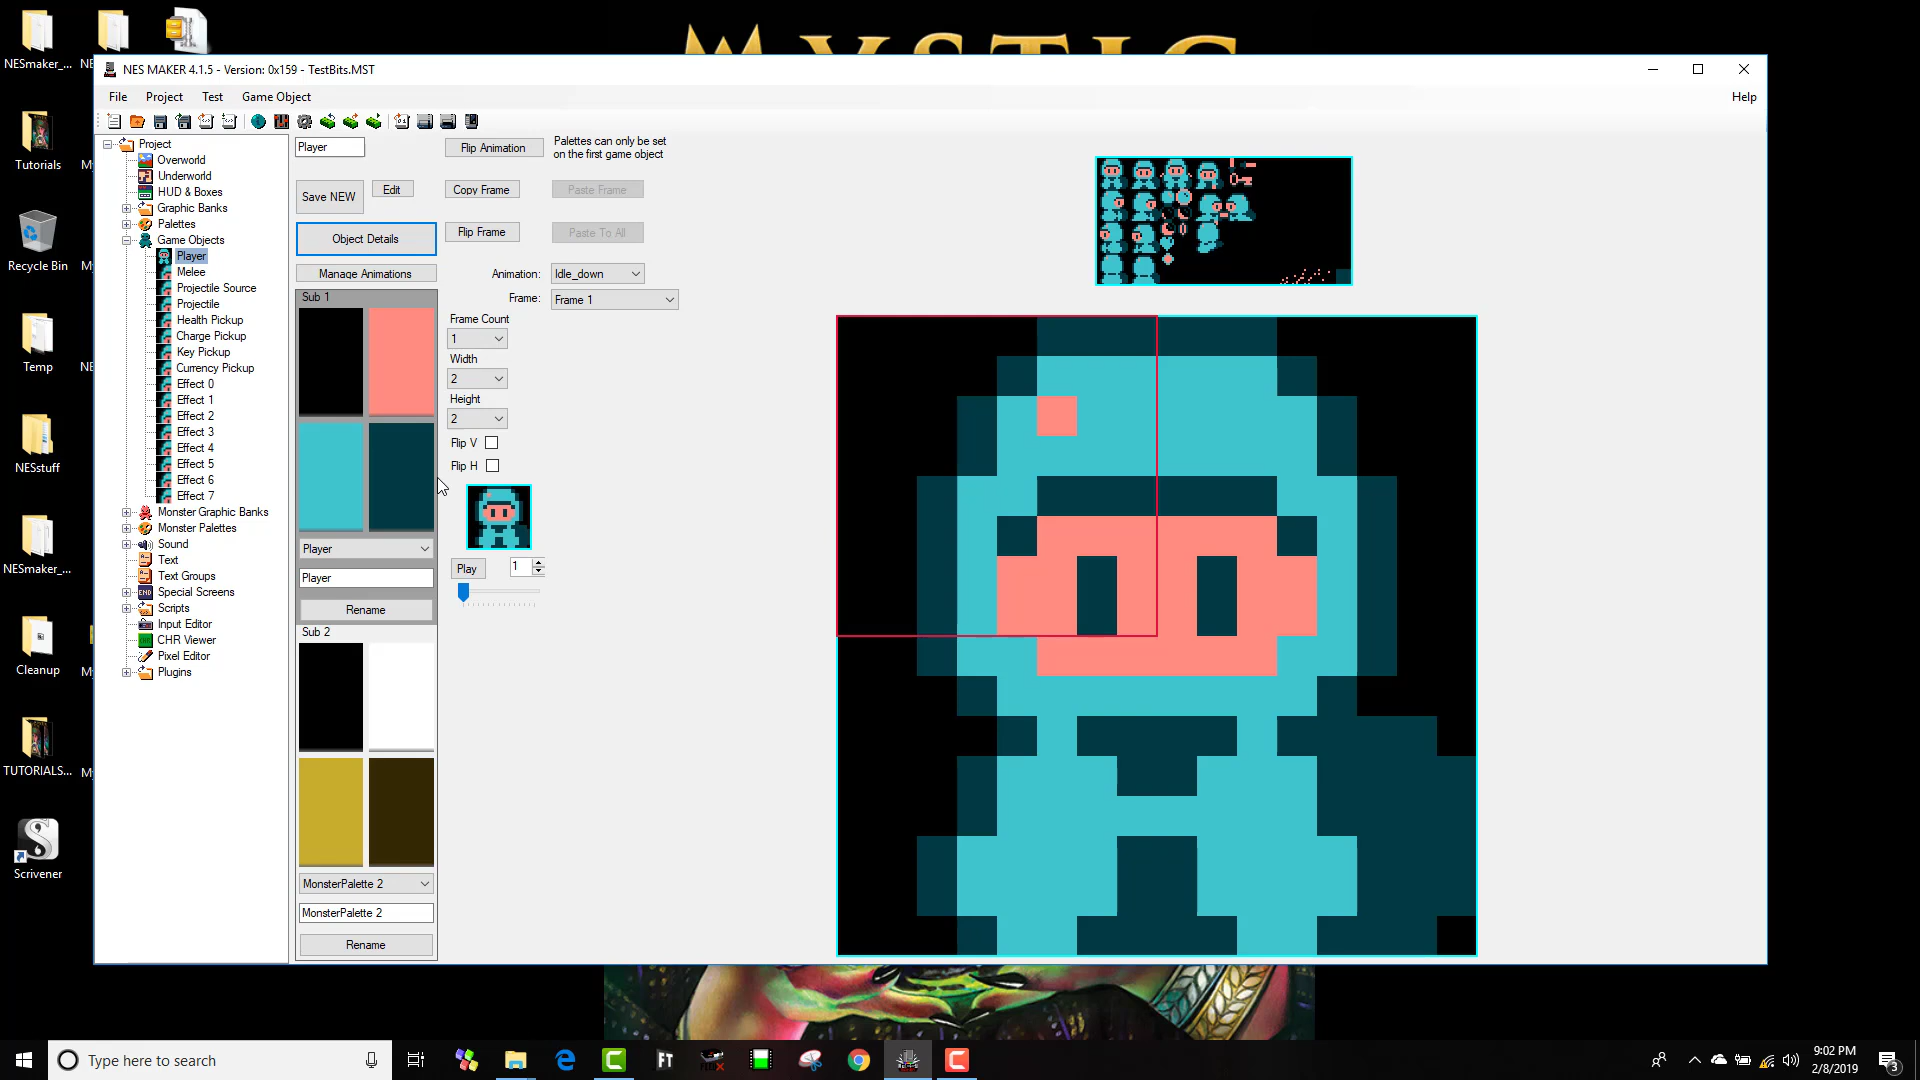 MYSTIC
NESmaker_...
Tutorials
Recycle Bin
Temp
NESstuff
NESmaker_...
Cleanup
TUTORIALS...
Scrivener
NES MAKER 4.1.5 - Version: 0x159 - TestBits.MST
File Project Test Game Object Help
Project
Overworld
Underworld
HUD & Boxes
Graphic Banks
Palettes
Game Objects
Player
Melee
Projectile Source
Projectile
Health Pickup
Charge Pickup
Key Pickup
Currency Pickup
Effect 0
Effect 1
Effect 2
Effect 3
Effect 4
Effect 5
Effect 6
Effect 7
Monster Graphic Banks
Monster Palettes
Sound
Text
Text Groups
Special Screens
Scripts
Input Editor
CHR Viewer
Pixel Editor
Plugins
Player
Save NEW
Edit
Object Details
Manage Animations
Sub 1
Player
Player
Rename
Sub 2
MonsterPalette 2
MonsterPalette 2
Rename
Flip Animation
Palettes can only be set
on the first game object
Copy Frame
Paste Frame
Flip Frame
Paste To All
Animation: Idle_down
Frame: Frame 1
Frame Count
1
Width
2
Height
2
Flip V
Flip H
Play
1
Type here to search
FT
9:02 PM
2/8/2019
3